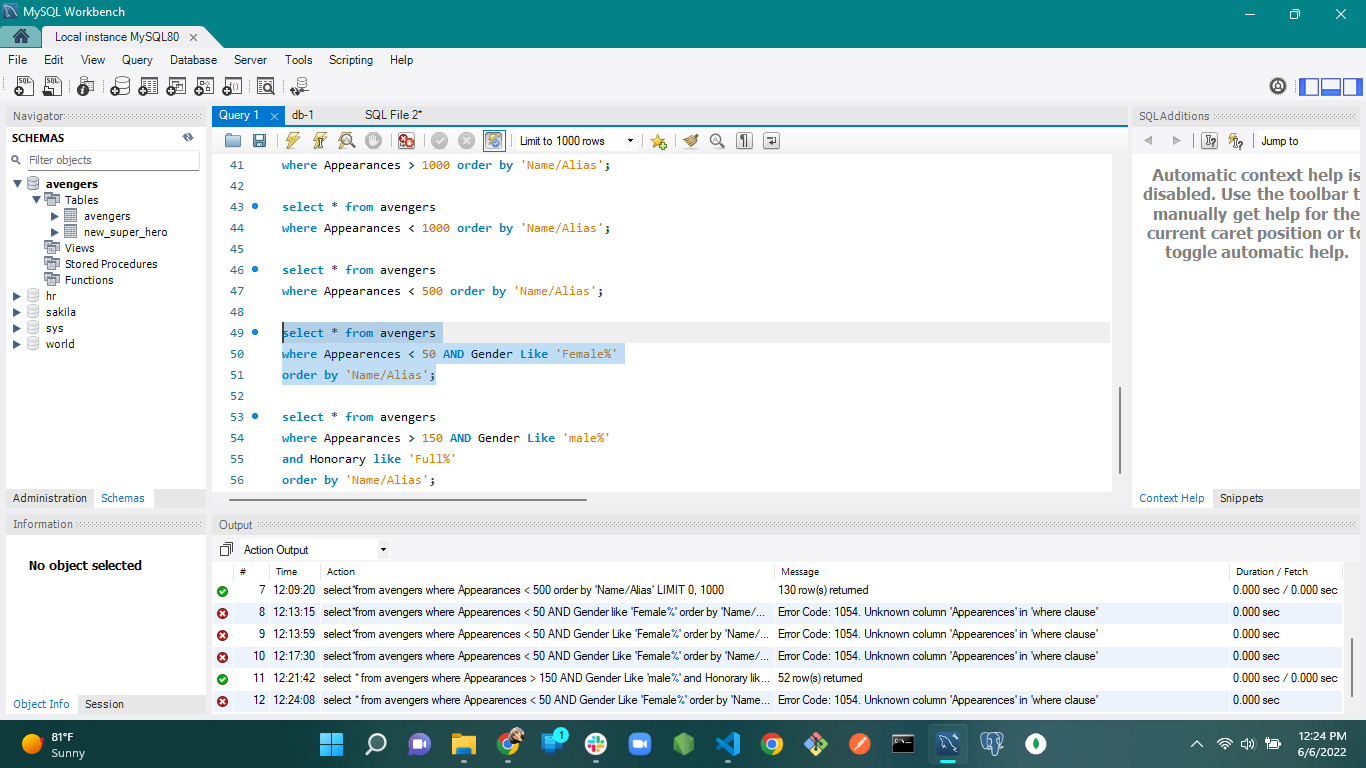 MySQL Workbench
Local instance MySQL80
File Edit View Query Database Server Tools Scripting Help
Navigator
SCHEMAS
Filter objects
avengers
Tables
avengers
new_super_hero
Views
Stored Procedures
Functions
hr
sakila
sys
world
Administration Schemas
Information
No object selected
Object Info Session
Query 1 db-1 SQL File 2*
Limit to 1000 rows
41 where Appearances > 1000 order by 'Name/Alias';
42
43 select * from avengers
44 where Appearances < 1000 order by 'Name/Alias';
45
46 select * from avengers
47 where Appearances < 500 order by 'Name/Alias';
48
49 select * from avengers
50 where Appearences < 50 AND Gender Like 'Female%'
51 order by 'Name/Alias';
52
53 select * from avengers
54 where Appearances > 150 AND Gender Like 'male%'
55 and Honorary like 'Full%'
56 order by 'Name/Alias';
SQLAdditions
Jump to
Automatic context help is
disabled. Use the toolbar t
manually get help for the
current caret position or to
toggle automatic help.
Context Help Snippets
Output
Action Output
# Time Action Message Duration / Fetch
7 12:09:20 select*from avengers where Appearances < 500 order by 'Name/Alias' LIMIT 0, 1000 130 row(s) returned 0.000 sec / 0.000 sec
8 12:13:15 select*from avengers where Appearences < 50 AND Gender like 'Female%' order by 'Name/... Error Code: 1054. Unknown column 'Appearences' in 'where clause' 0.000 sec
9 12:13:59 select*from avengers where Appearences < 50 AND Gender Like 'Female%' order by 'Name/... Error Code: 1054. Unknown column 'Appearences' in 'where clause' 0.000 sec
10 12:17:30 select*from avengers where Appearences < 50 AND Gender Like 'Female%' order by 'Name/... Error Code: 1054. Unknown column 'Appearences' in 'where clause' 0.000 sec
11 12:21:42 select * from avengers where Appearances > 150 AND Gender Like 'male%' and Honorary lik... 52 row(s) returned 0.000 sec / 0.000 sec
12 12:24:08 select * from avengers where Appearences < 50 AND Gender Like 'Female%' order by 'Name... Error Code: 1054. Unknown column 'Appearences' in 'where clause' 0.000 sec
81°F
Sunny
1
12:24 PM
6/6/2022